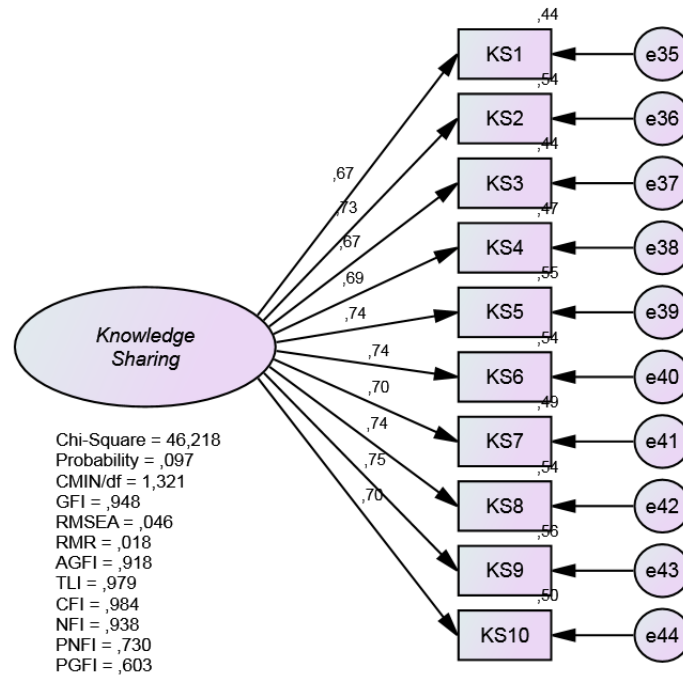 ,44
KS1
e35
,54
KS2
e36
,44
KS3
e37
,47
KS4
e38
,55
KS5
e39
,54
KS6
e40
,49
KS7
e41
,54
KS8
e42
,56
KS9
e43
,50
KS10
e44
,67
,73
,67
,69
,74
,74
,70
,74
,75
,70
Knowledge
Sharing
Chi-Square = 46,218
Probability = ,097
CMIN/df = 1,321
GFI = ,948
RMSEA = ,046
RMR = ,018
AGFI = ,918
TLI = ,979
CFI = ,984
NFI = ,938
PNFI = ,730
PGFI = ,603